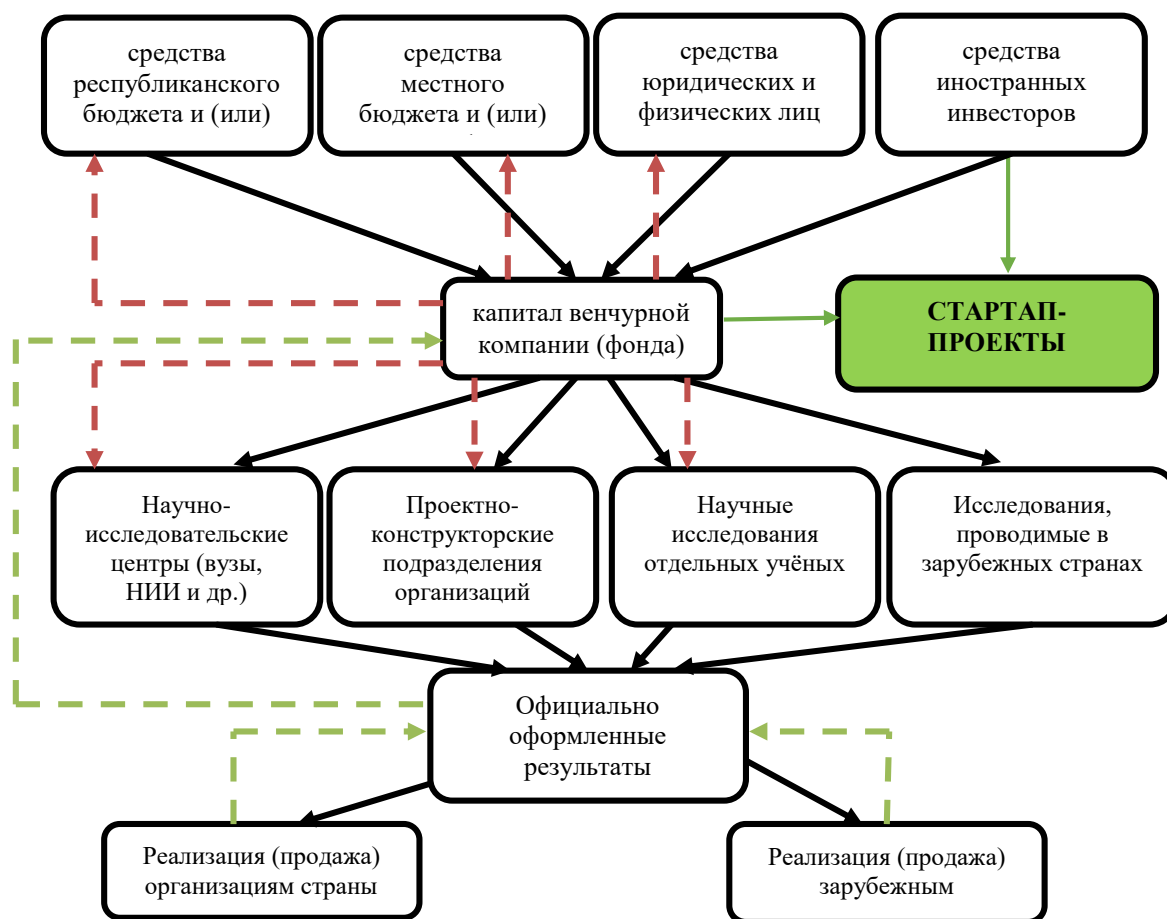 средства
республиканского
бюджета и (или)
средства
местного
бюджета и (или)
средства
юридических и
физических лиц
средства
иностранных
инвесторов
капитал венчурной
компании (фонда)
СТАРТАП-
ПРОЕКТЫ
Научно-
исследовательские
центры (вузы,
НИИ и др.)
Проектно-
конструкторские
подразделения
организаций
Научные
исследования
отдельных учёных
Исследования,
проводимые в
зарубежных странах
Официально
оформленные
результаты
Реализация (продажа)
организациям страны
Реализация (продажа)
зарубежным